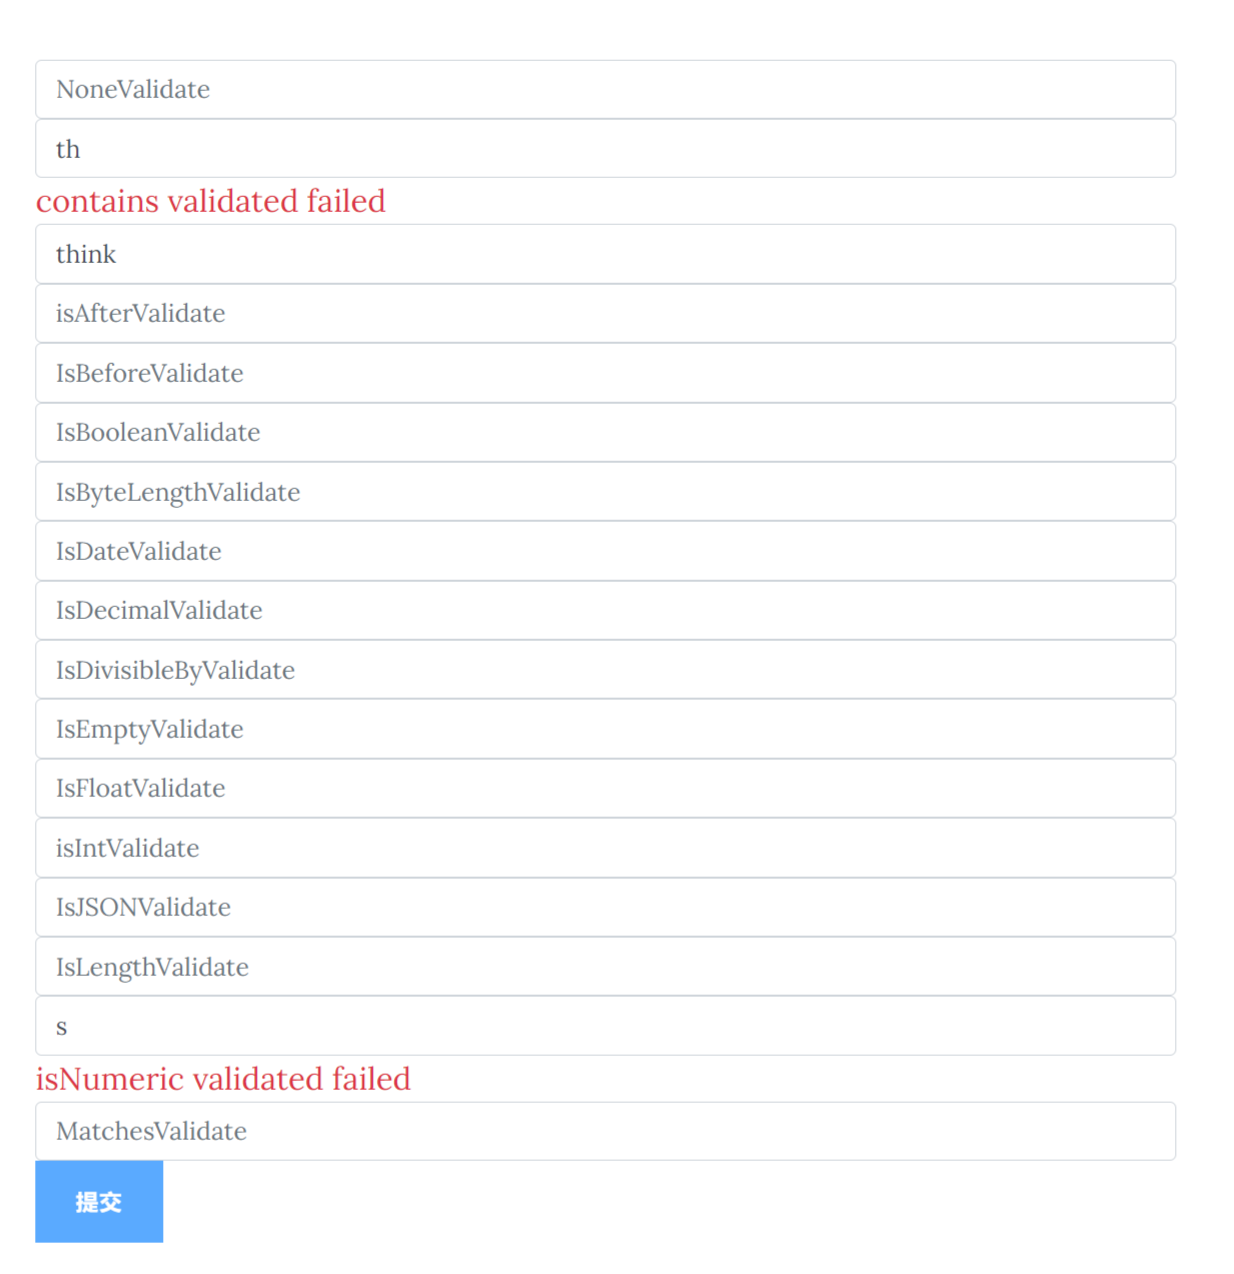 NoneValidate
th
contains validated failed
think
isAfterValidate
IsBeforeValidate
IsBooleanValidate
IsByteLengthValidate
IsDateValidate
IsDecimalValidate
IsDivisibleByValidate
IsEmptyValidate
IsFloatValidate
isIntValidate
IsJSONValidate
IsLengthValidate
s
isNumeric validated failed
MatchesValidate
提交